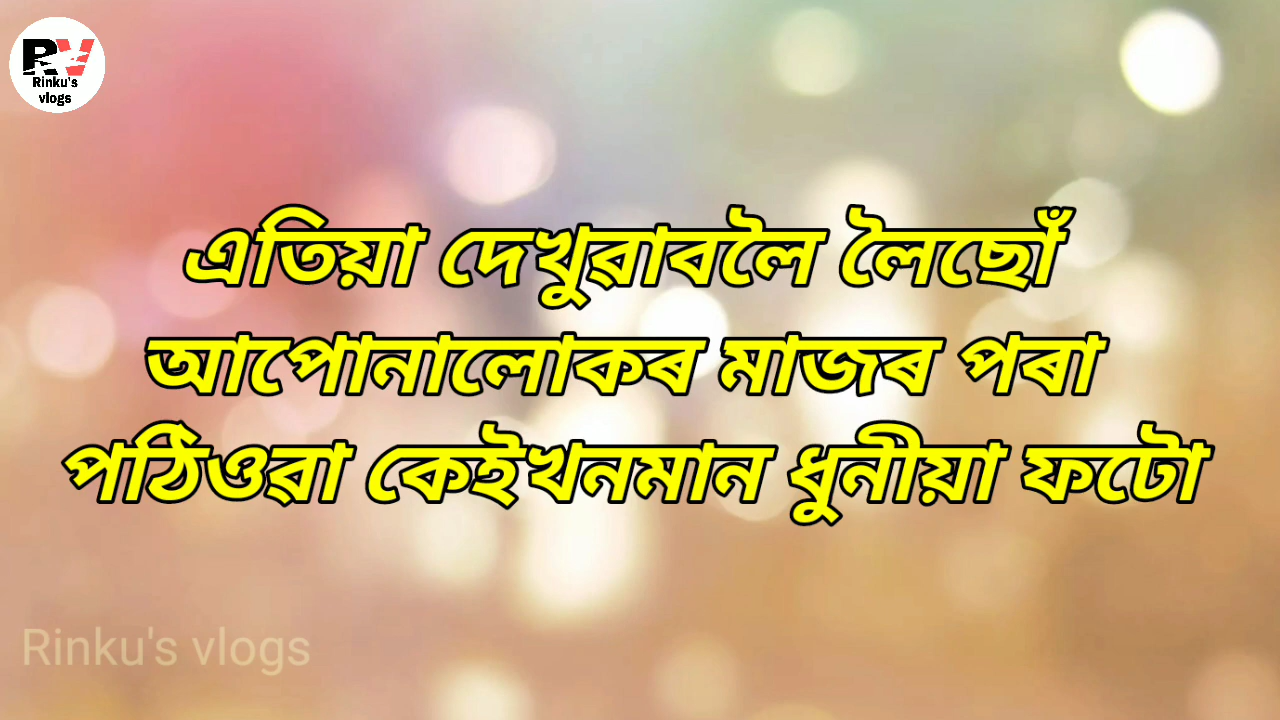 RV
Rinku's
vlogs
এতিয়া দেখুৱাবলৈ লৈছোঁ
আপোনালোকৰ মাজৰ পৰা
পঠিওৱা কেইখনমান ধুনীয়া ফটো
Rinku's vlogs